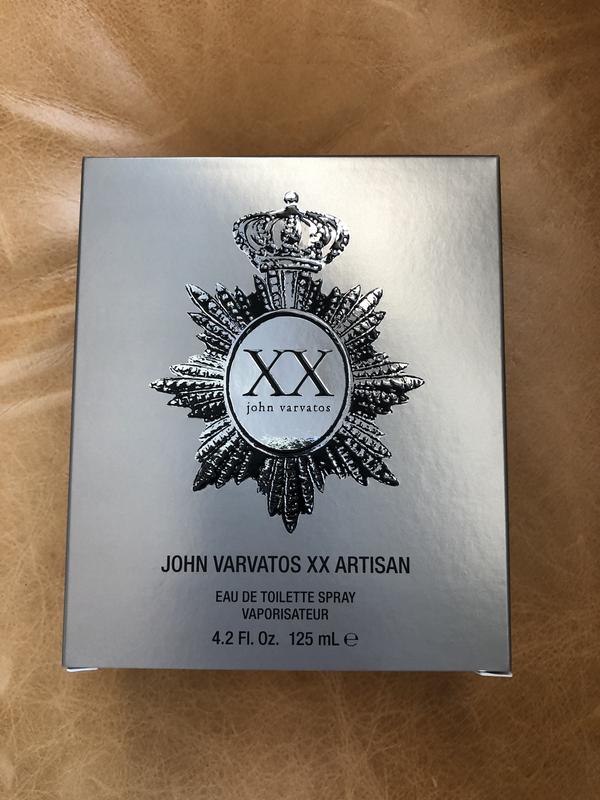 XX
john varvatos
JOHN VARVATOS XX ARTISAN
EAU DE TOILETTE SPRAY
VAPORISATEUR
4.2 Fl. Oz. 125 mL ℮